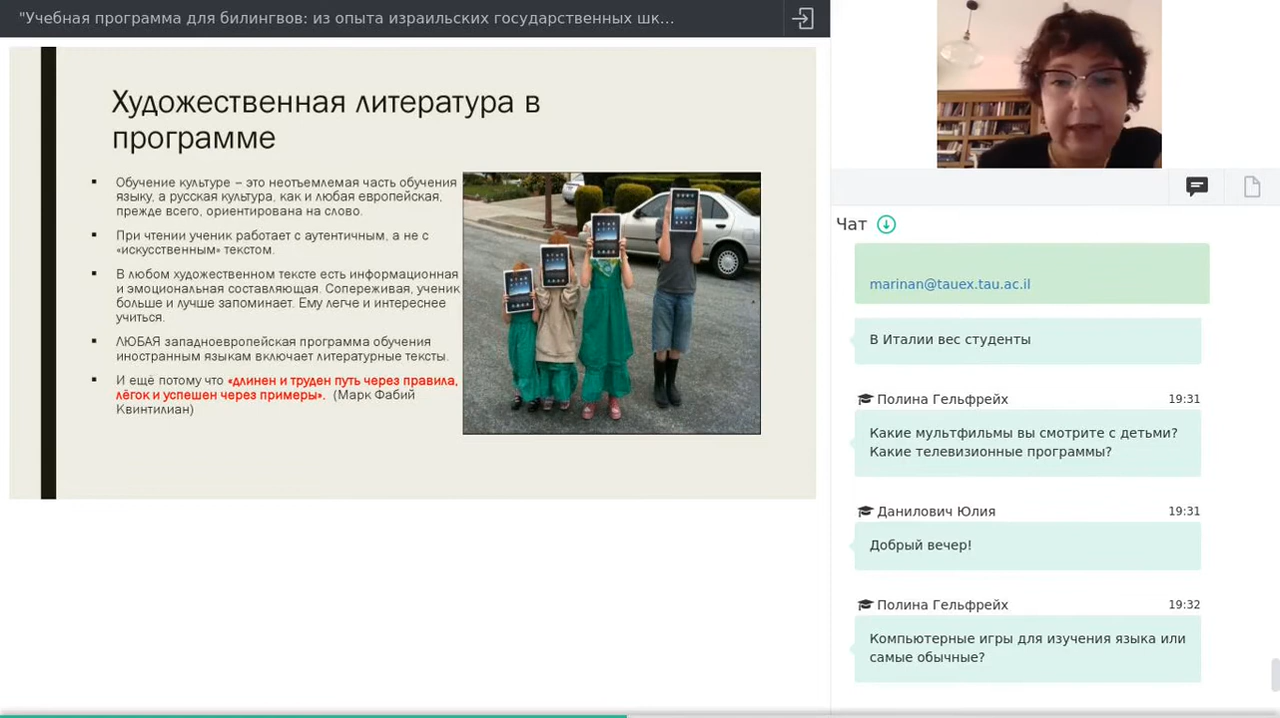 "Учебная программа для билингвов: из опыта израильских государственных шк...
Художественная литература в
программе
Обучение культуре – это неотъемлемая часть обучения
языку, а русская культура, как и любая европейская,
прежде всего, ориентирована на слово.
При чтении ученик работает с аутентичным, а не с
«искусственным» текстом.
В любом художественном тексте есть информационная
и эмоциональная составляющая. Сопереживая, ученик
больше и лучше запоминает. Ему легче и интереснее
учиться.
ЛЮБАЯ западноевропейская программа обучения
иностранным языкам включает литературные тексты.
И ещё потому что «длинен и труден путь через правила,
лёгок и успешен через примеры». (Марк Фабий
Квинтилиан)
Чат
marinan@tauex.tau.ac.il
В Италии вес студенты
Полина Гельфрейх 19:31
Какие мультфильмы вы смотрите с детьми?
Какие телевизионные программы?
Данилович Юлия 19:31
Добрый вечер!
Полина Гельфрейх 19:32
Компьютерные игры для изучения языка или
самые обычные?